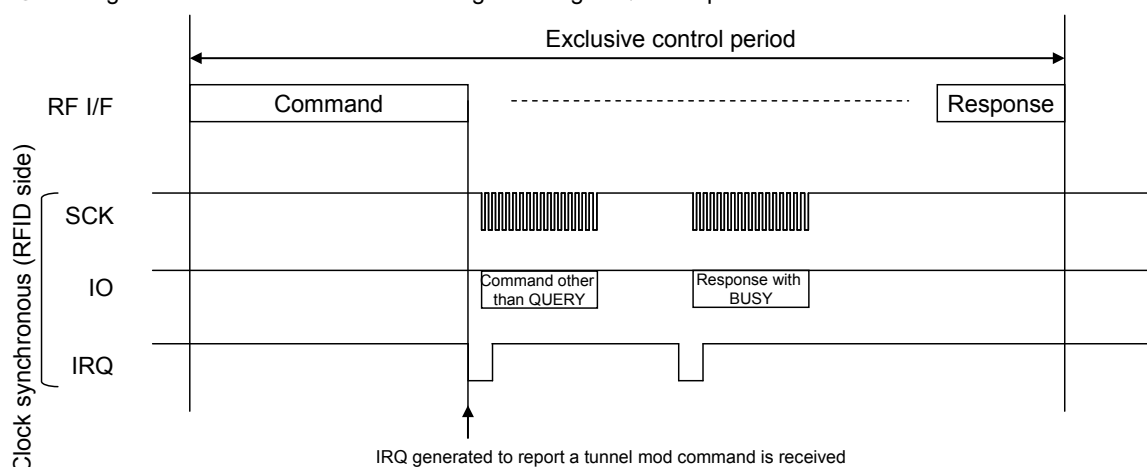 Exclusive control period
RF I/F
Command
Response
Clock synchronous (RFID side)
SCK
IO
Command other
than QUERY
Response with
BUSY
IRQ
IRQ generated to report a tunnel mod command is received